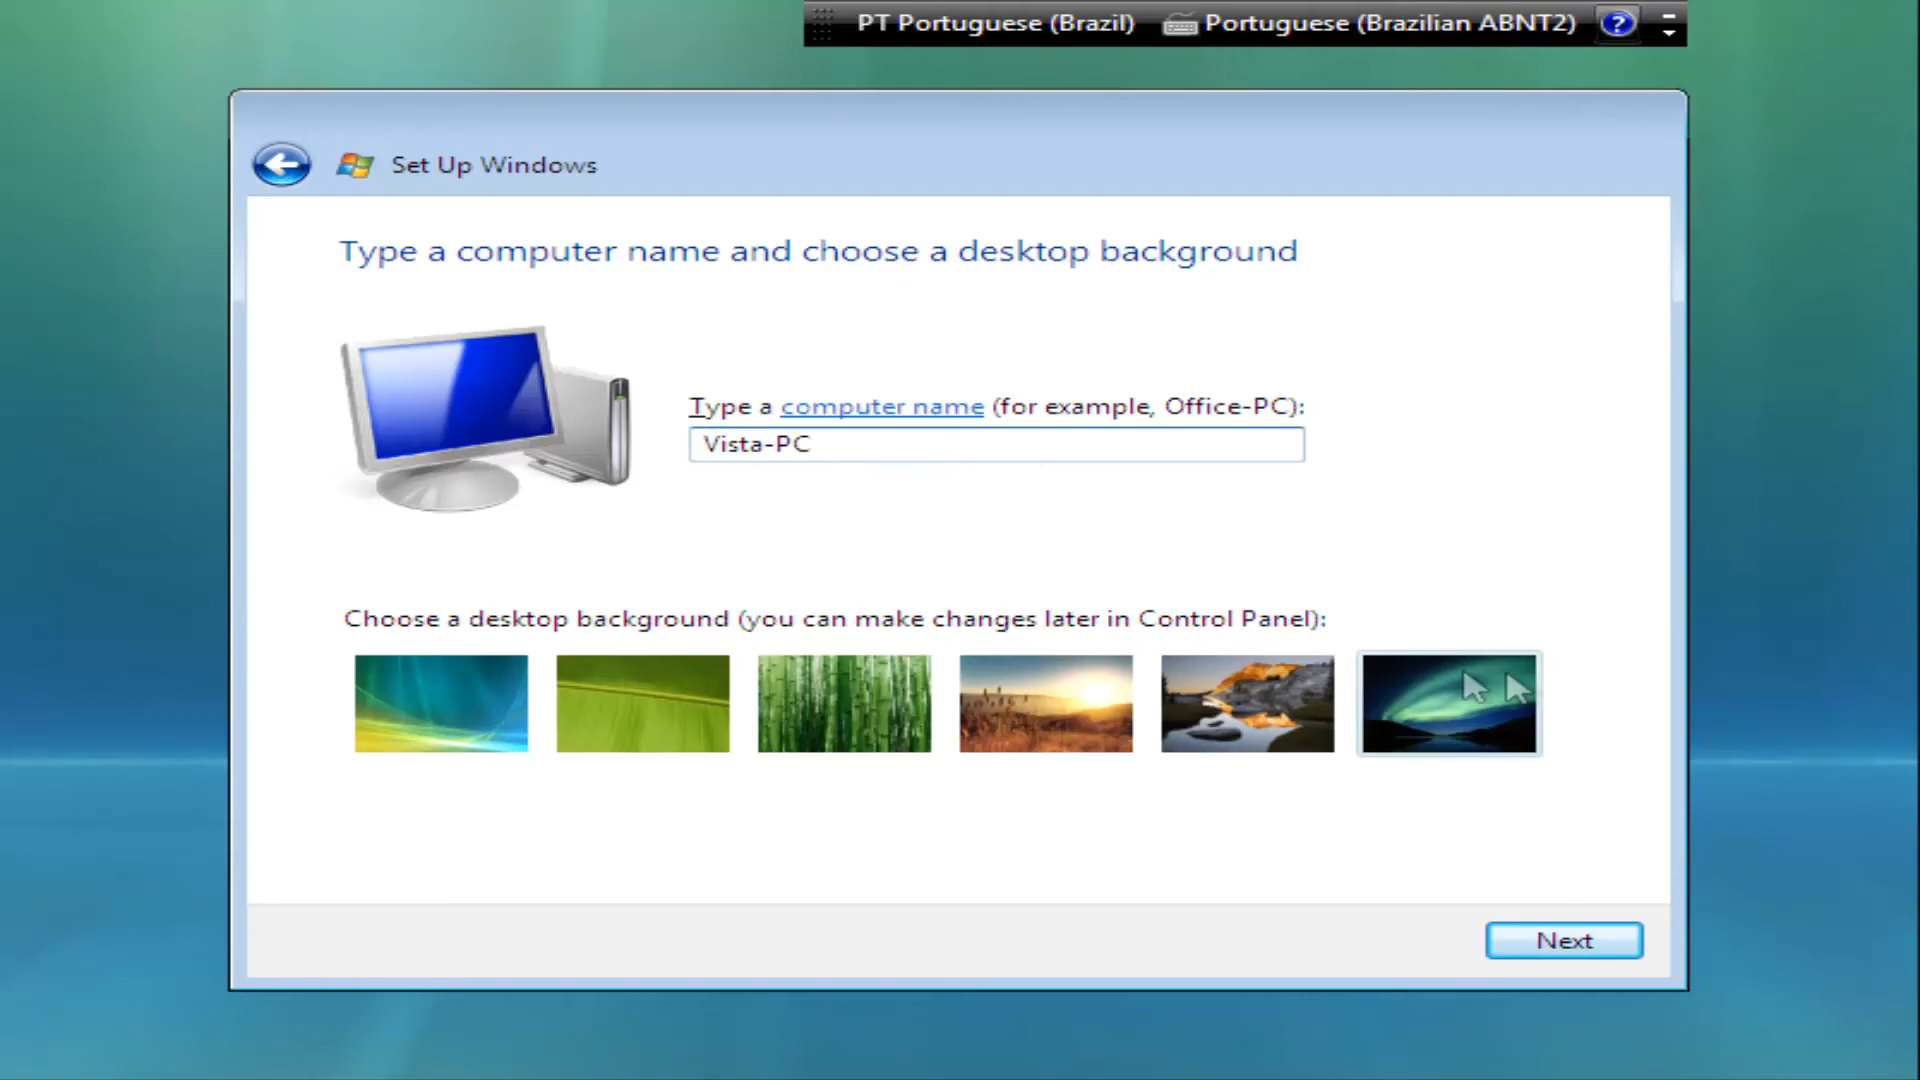 PT Portuguese (Brazil) Portuguese (Brazilian ABNT2) ?
Set Up Windows
Type a computer name and choose a desktop background
Type a computer name (for example, Office-PC):
Vista-PC
Choose a desktop background (you can make changes later in Control Panel):
Next